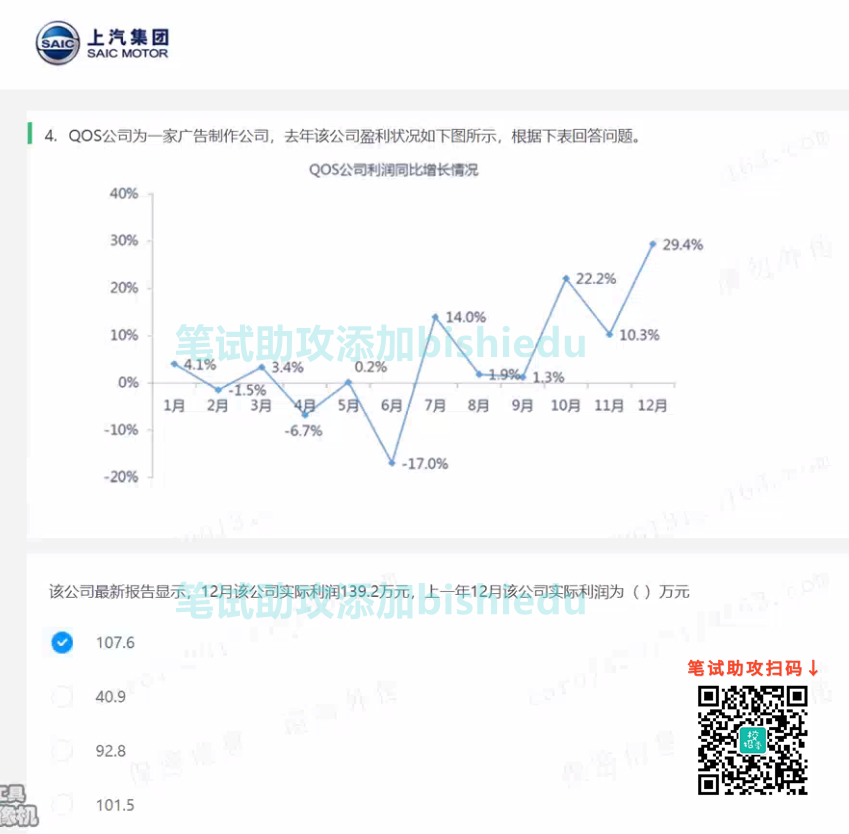 上汽集团
SAIC
SAIC MOTOR
4. QOS公司为一家广告制作公司，去年该公司盈利状况如下图所示，根据下表回答问题。
QOS公司利润同比增长情况
40%
30%
29.4%
20%
22.2%
14.0%
10%
10.3%
笔试助攻添加bishiedu
4.1%
3.4%
0.2%
1.9%
1.3%
0%
-1.5%
1月 2月 3月 4月 5月 6月 7月 8月 9月 10月 11月 12月
-10%
-6.7%
-17.0%
-20%
该公司最新报告显示，12月该公司实际利润139.2万元，上一年12月该公司实际利润为（ ）万元
笔试助攻添加bishiedu
107.6
笔试助攻扫码↓
40.9
92.8
101.5